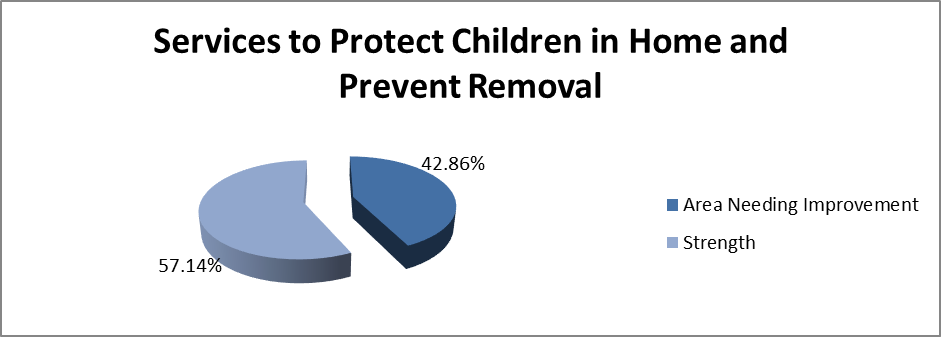 Services to Protect Children in Home and
Prevent Removal
42.86%
57.14%
Area Needing Improvement
Strength